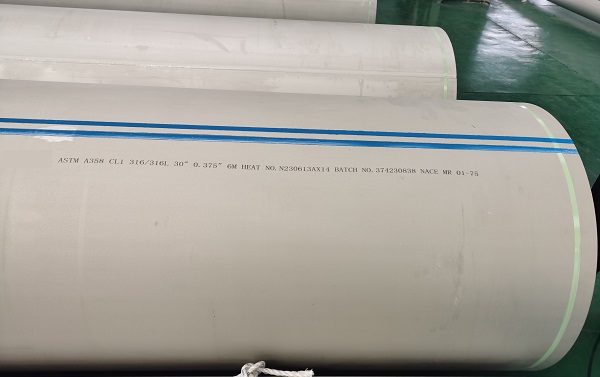 ASTM A358 CL1 316/316L 30" 0.375" 6M HEAT NO.N230613AX14 BATCH NO.374230838 NACE MR 01-75